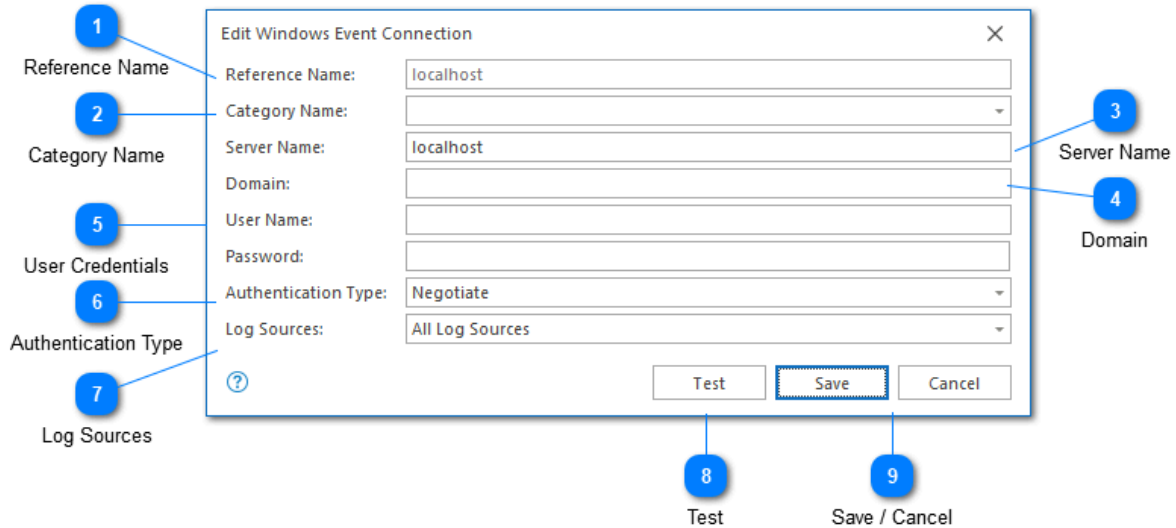 1
Reference Name
2
Category Name
5
User Credentials
6
Authentication Type
7
Log Sources
Edit Windows Event Connection
Reference Name: localhost
Category Name:
Server Name: localhost
Domain:
User Name:
Password:
Authentication Type: Negotiate
Log Sources: All Log Sources
? Test Save Cancel
3
Server Name
4
Domain
8
Test
9
Save / Cancel